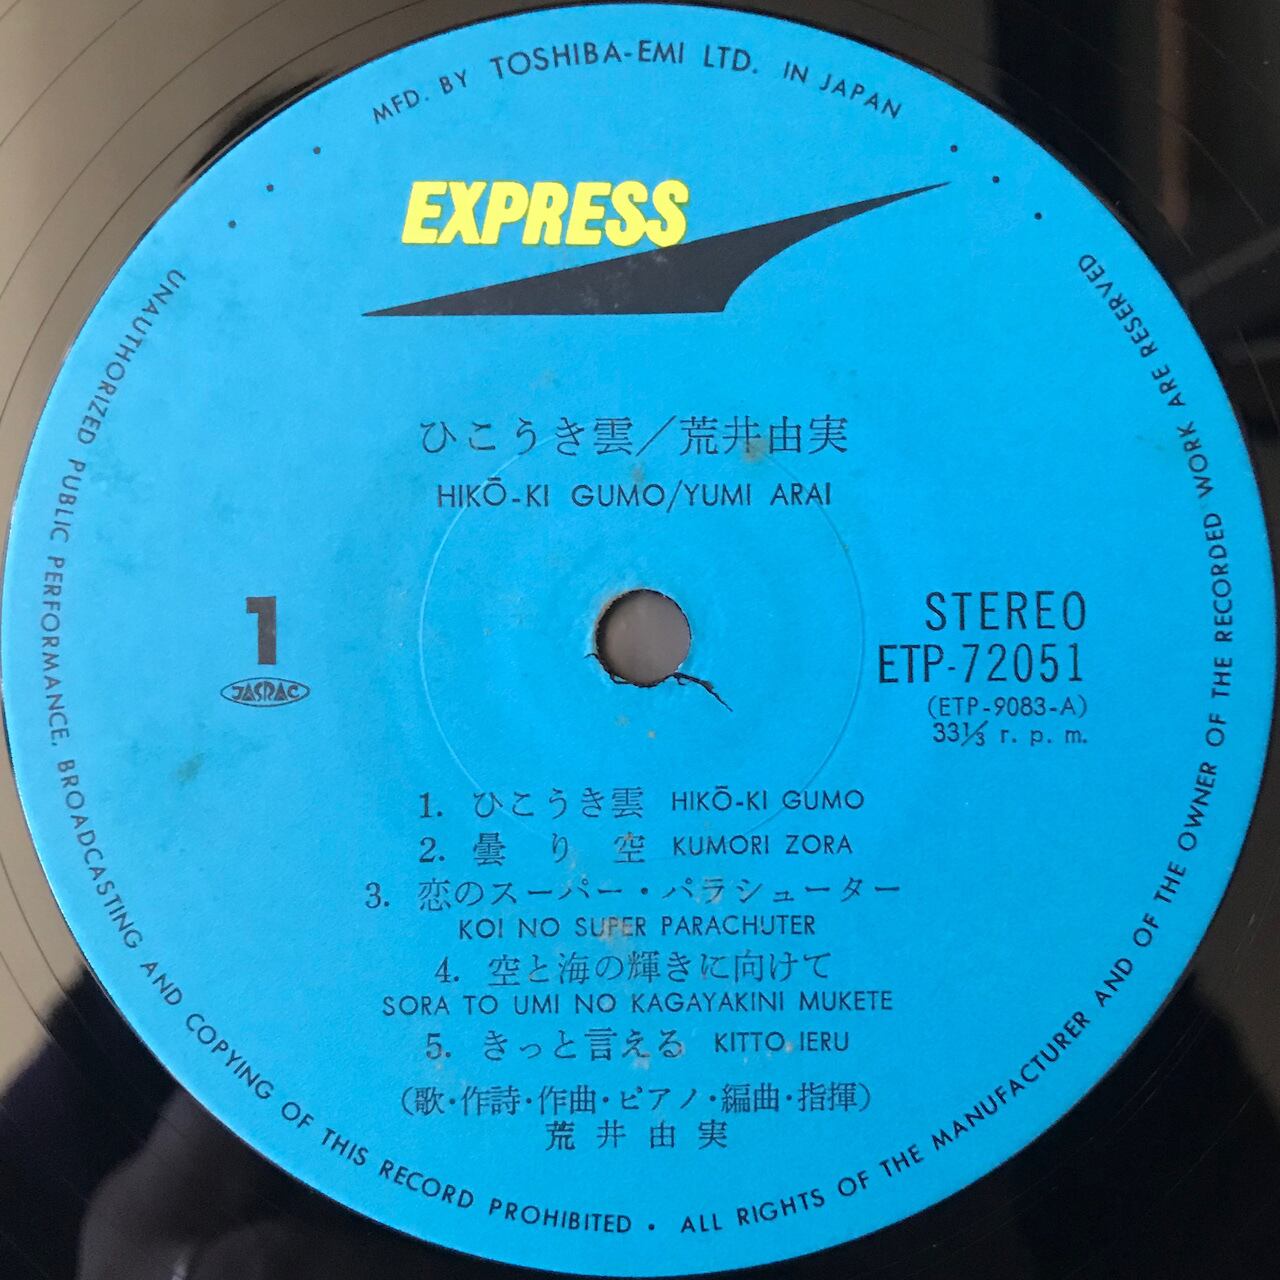 MFD. BY TOSHIBA-EMI LTD. IN JAPAN
EXPRESS
ひこうき雲／荒井由実
HIKŌ-KI GUMO/YUMI ARAI
1
JASRAC
STEREO
ETP-72051
(ETP-9083-A)
33⅓ r. p. m.
1. ひこうき雲 HIKŌ-KI GUMO
2. 曇り空 KUMORI ZORA
3. 恋のスーパー・パラシューター
KOI NO SUPER PARACHUTER
4. 空と海の輝きに向けて
SORA TO UMI NO KAGAYAKINI MUKETE
5. きっと言える KITTO IERU
(歌・作詩・作曲・ピアノ・編曲・指揮)
荒井由実
UNAUTHORIZED PUBLIC PERFORMANCE, BROADCASTING AND COPYING OF THIS RECORD PROHIBITED • ALL RIGHTS OF THE MANUFACTURER AND OF THE OWNER OF THE RECORDED WORK ARE RESERVED